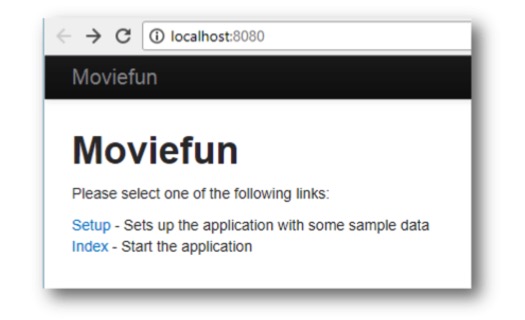 localhost:8080
Moviefun
Moviefun
Please select one of the following links:
Setup - Sets up the application with some sample data
Index - Start the application